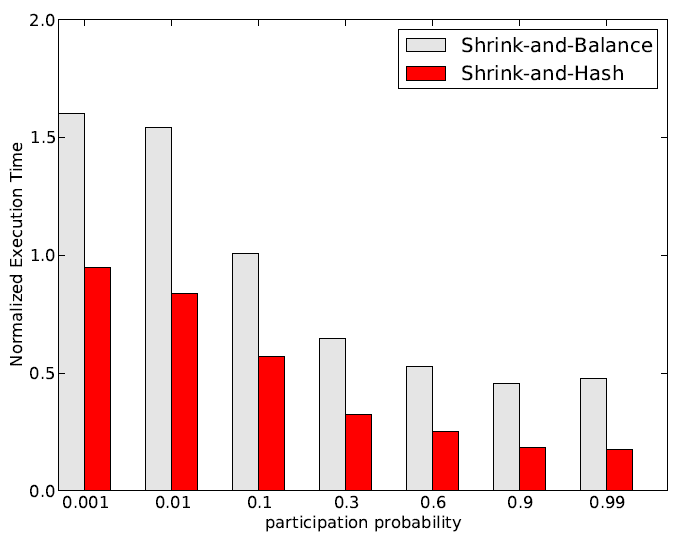 2.0
1.5
1.0
0.5
0.0
Normalized Execution Time
Shrink-and-Balance
Shrink-and-Hash
0.001 0.01 0.1 0.3 0.6 0.9 0.99
participation probability